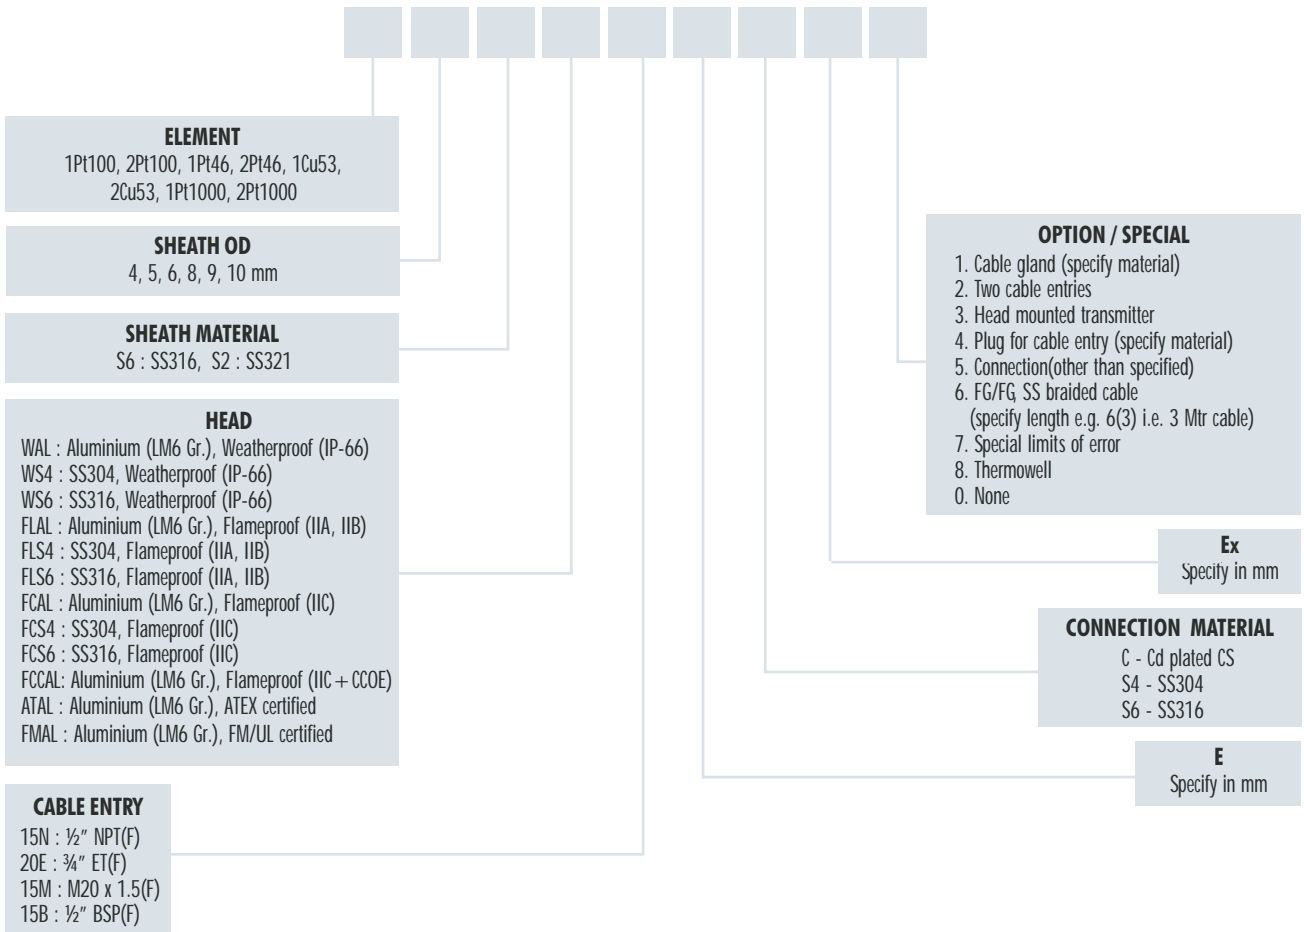 ELEMENT
1Pt100, 2Pt100, 1Pt46, 2Pt46, 1Cu53,
2Cu53, 1Pt1000, 2Pt1000
SHEATH OD
4, 5, 6, 8, 9, 10 mm
SHEATH MATERIAL
S6 : SS316, S2 : SS321
HEAD
WAL : Aluminium (LM6 Gr.), Weatherproof (IP-66)
WS4 : SS304, Weatherproof (IP-66)
WS6 : SS316, Weatherproof (IP-66)
FLAL : Aluminium (LM6 Gr.), Flameproof (IIA, IIB)
FLS4 : SS304, Flameproof (IIA, IIB)
FLS6 : SS316, Flameproof (IIA, IIB)
FCAL : Aluminium (LM6 Gr.), Flameproof (IIC)
FCS4 : SS304, Flameproof (IIC)
FCS6 : SS316, Flameproof (IIC)
FCCAL: Aluminium (LM6 Gr.), Flameproof (IIC+CCOE)
ATAL : Aluminium (LM6 Gr.), ATEX certified
FMAL : Aluminium (LM6 Gr.), FM/UL certified
CABLE ENTRY
15N : ½" NPT(F)
20E : ¾" ET(F)
15M : M20 x 1.5(F)
15B : ½" BSP(F)
OPTION / SPECIAL
1. Cable gland (specify material)
2. Two cable entries
3. Head mounted transmitter
4. Plug for cable entry (specify material)
5. Connection(other than specified)
6. FG/FG, SS braided cable
(specify length e.g. 6(3) i.e. 3 Mtr cable)
7. Special limits of error
8. Thermowell
0. None
Ex
Specify in mm
CONNECTION MATERIAL
C - Cd plated CS
S4 - SS304
S6 - SS316
E
Specify in mm